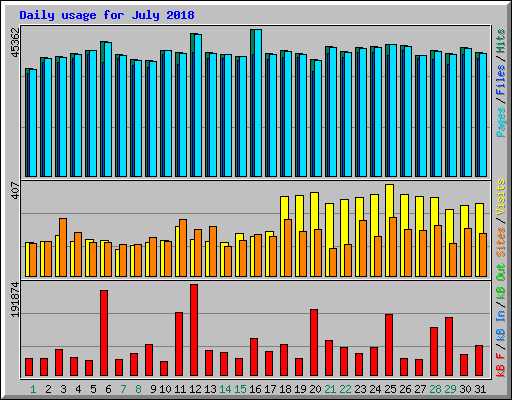 Daily usage for July 2018
45362
Pages / Files / Hits
407
Sites / Visits
191874
kB F / kB In / kB Out
1 2 3 4 5 6 7 8 9 10 11 12 13 14 15 16 17 18 19 20 21 22 23 24 25 26 27 28 29 30 31